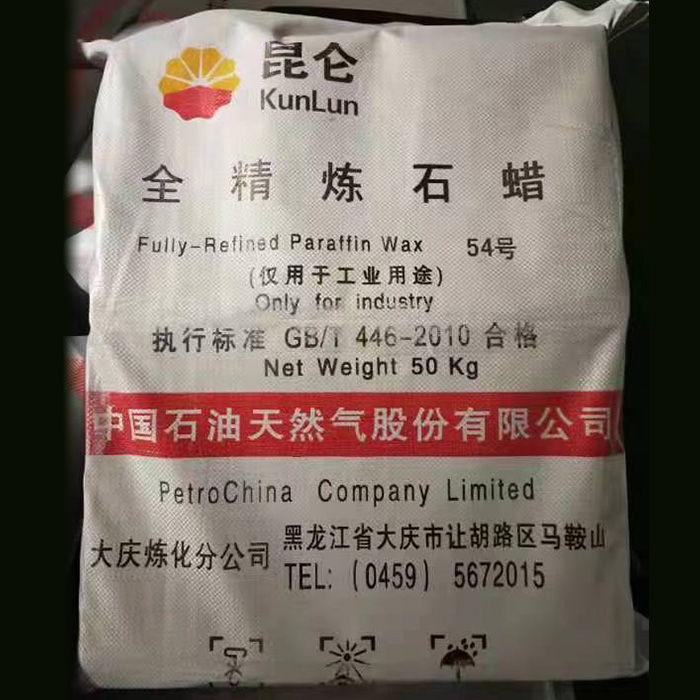 昆仑
KunLun
全精炼石蜡
Fully-Refined Paraffin Wax 54号
(仅用于工业用途)
Only for industry
执行标准 GB/T 446-2010 合格
Net Weight 50 Kg
中国石油天然气股份有限公司
PetroChina Company Limited
大庆炼化分公司
黑龙江省大庆市让胡路区马鞍山
TEL: (0459) 5672015